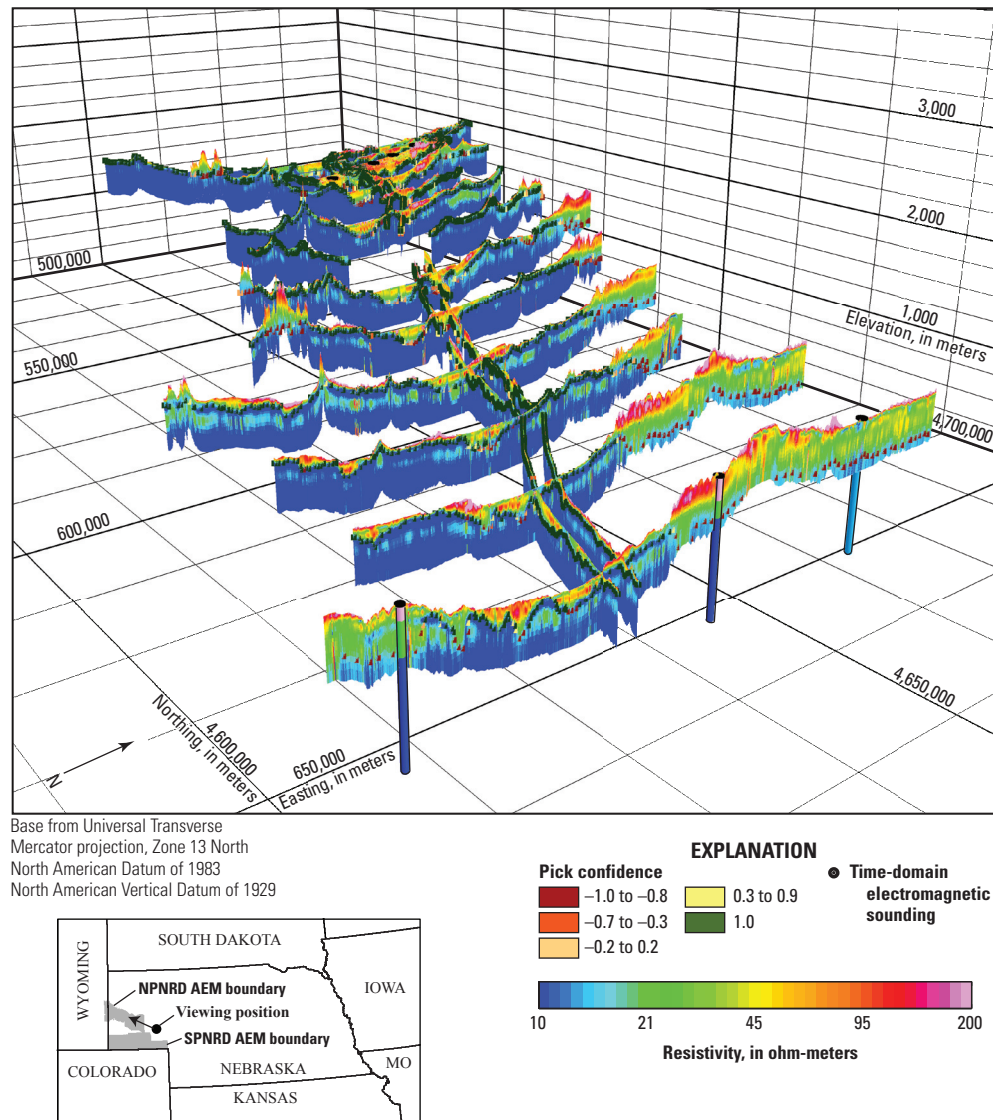 3,000
2,000
1,000
Elevation, in meters
500,000
550,000
600,000
650,000
4,700,000
4,650,000
4,600,000
Northing, in meters
Easting, in meters
N
Base from Universal Transverse
Mercator projection, Zone 13 North
North American Datum of 1983
North American Vertical Datum of 1929
EXPLANATION
Pick confidence
–1.0 to –0.8
–0.7 to –0.3
–0.2 to 0.2
0.3 to 0.9
1.0
Time-domain
electromagnetic
sounding
10 21 45 95 200
Resistivity, in ohm-meters
WYOMING
SOUTH DAKOTA
IOWA
NPNRD AEM boundary
Viewing position
SPNRD AEM boundary
COLORADO
NEBRASKA
MO
KANSAS